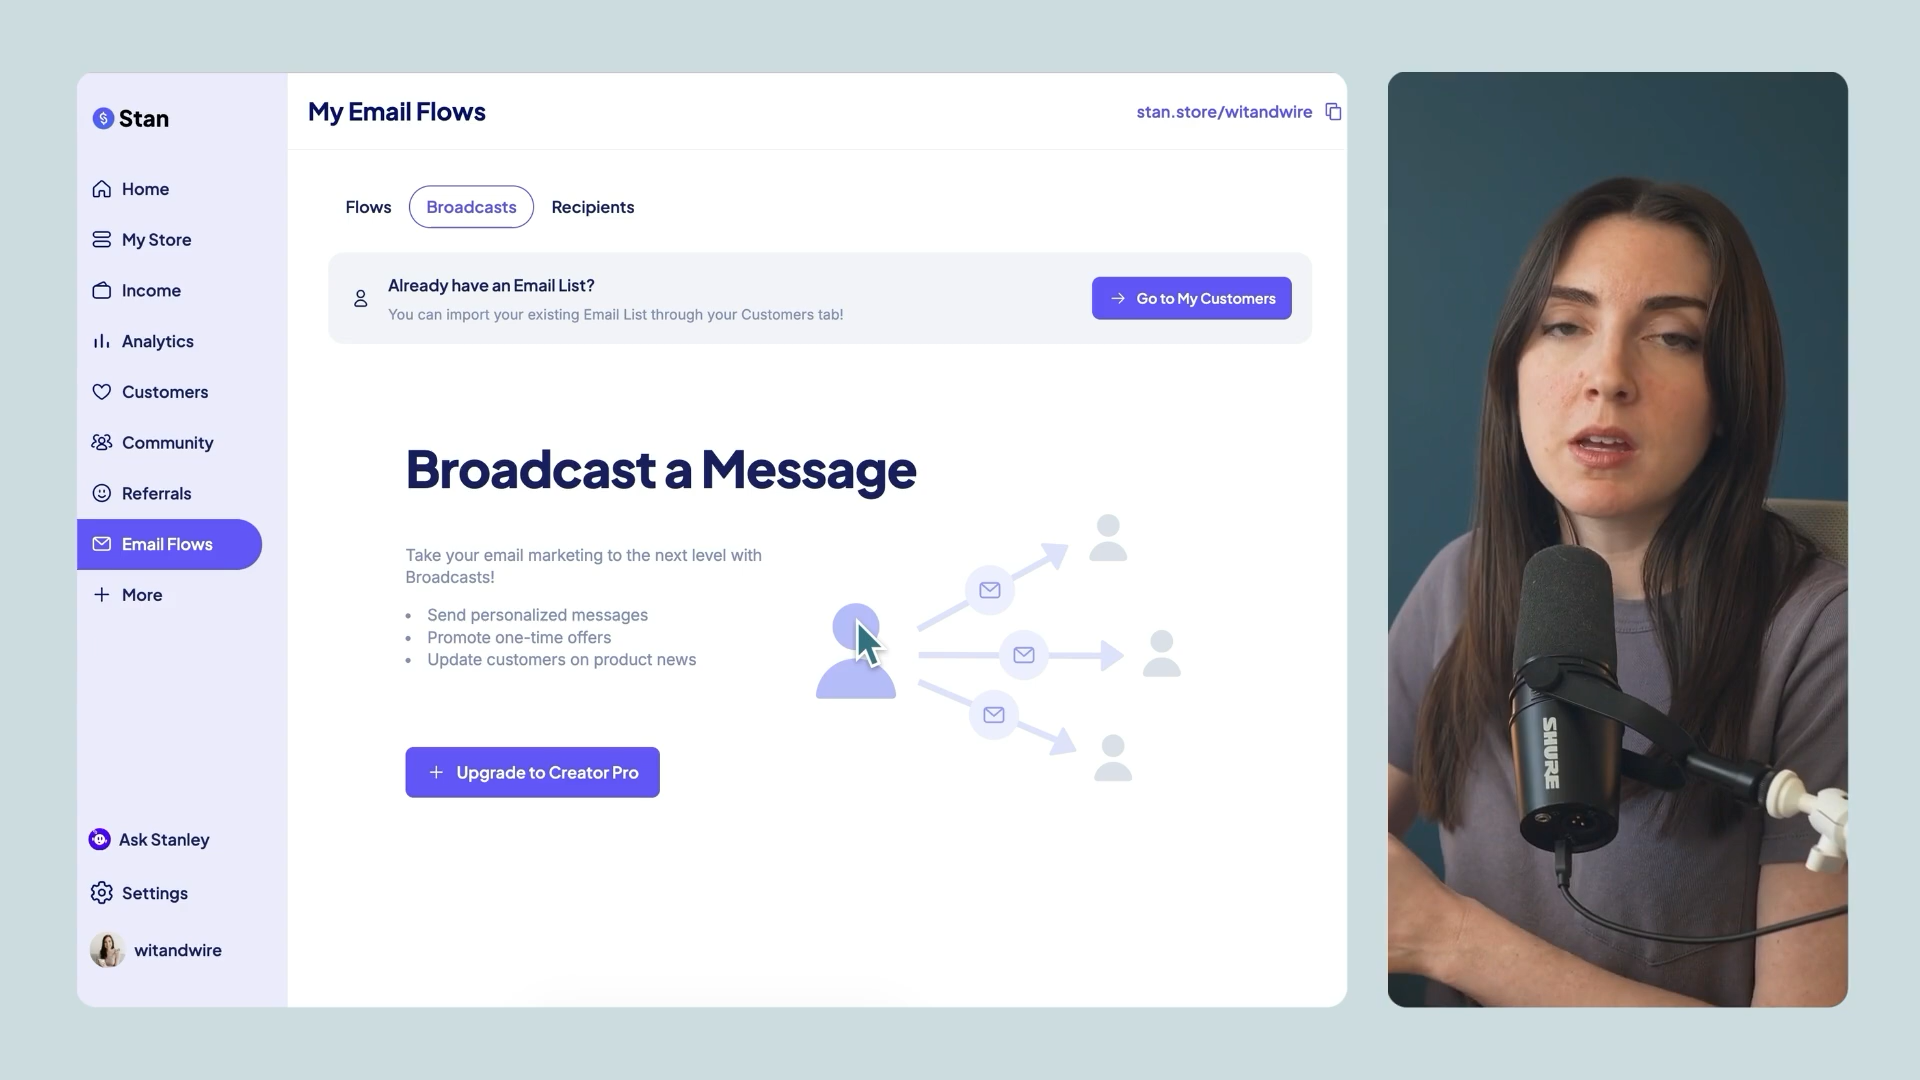 Stan
Home
My Store
Income
Analytics
Customers
Community
Referrals
Email Flows
More
Ask Stanley
Settings
witandwire
My Email Flows
stan.store/witandwire
Flows
Broadcasts
Recipients
Already have an Email List?
You can import your existing Email List through your Customers tab!
Go to My Customers
Broadcast a Message
Take your email marketing to the next level with
Broadcasts!
• Send personalized messages
• Promote one-time offers
• Update customers on product news
Upgrade to Creator Pro
SHURE